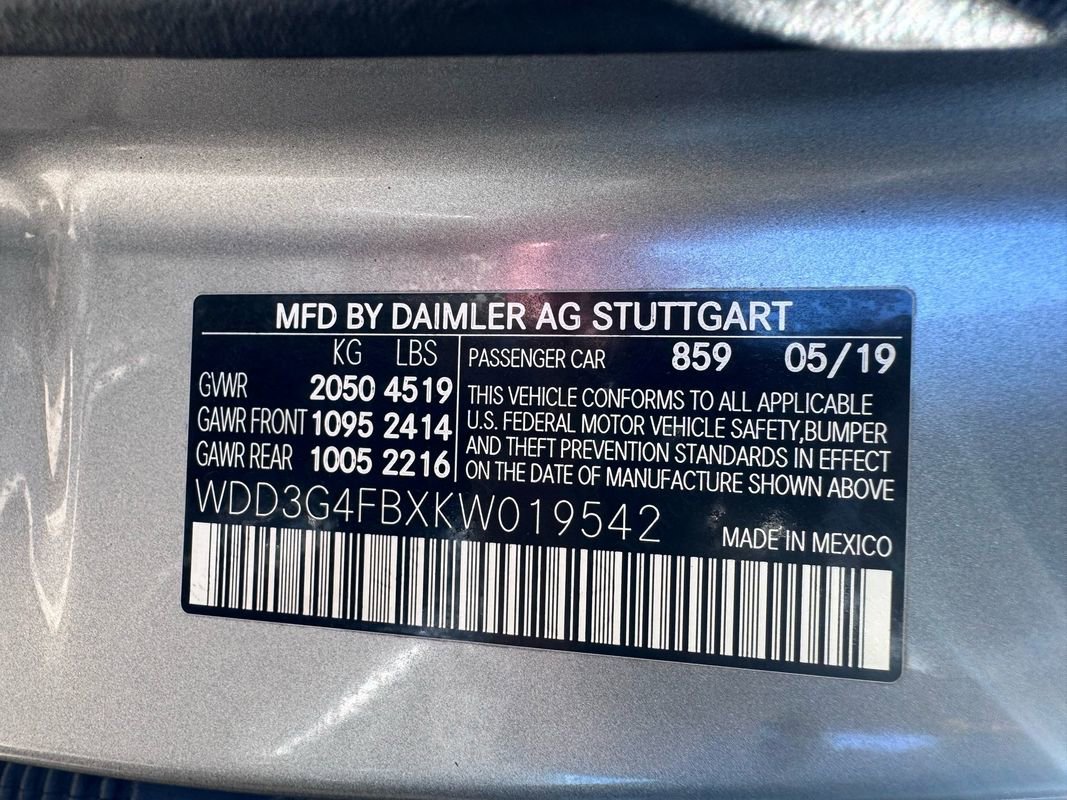 MFD BY DAIMLER AG STUTTGART
KG LBS
GVWR 2050 4519
GAWR FRONT 1095 2414
GAWR REAR 1005 2216
PASSENGER CAR 859 05/19
THIS VEHICLE CONFORMS TO ALL APPLICABLE
U.S. FEDERAL MOTOR VEHICLE SAFETY,BUMPER
AND THEFT PREVENTION STANDARDS IN EFFECT
ON THE DATE OF MANUFACTURE SHOWN ABOVE
WDD3G4FBXKW019542
MADE IN MEXICO